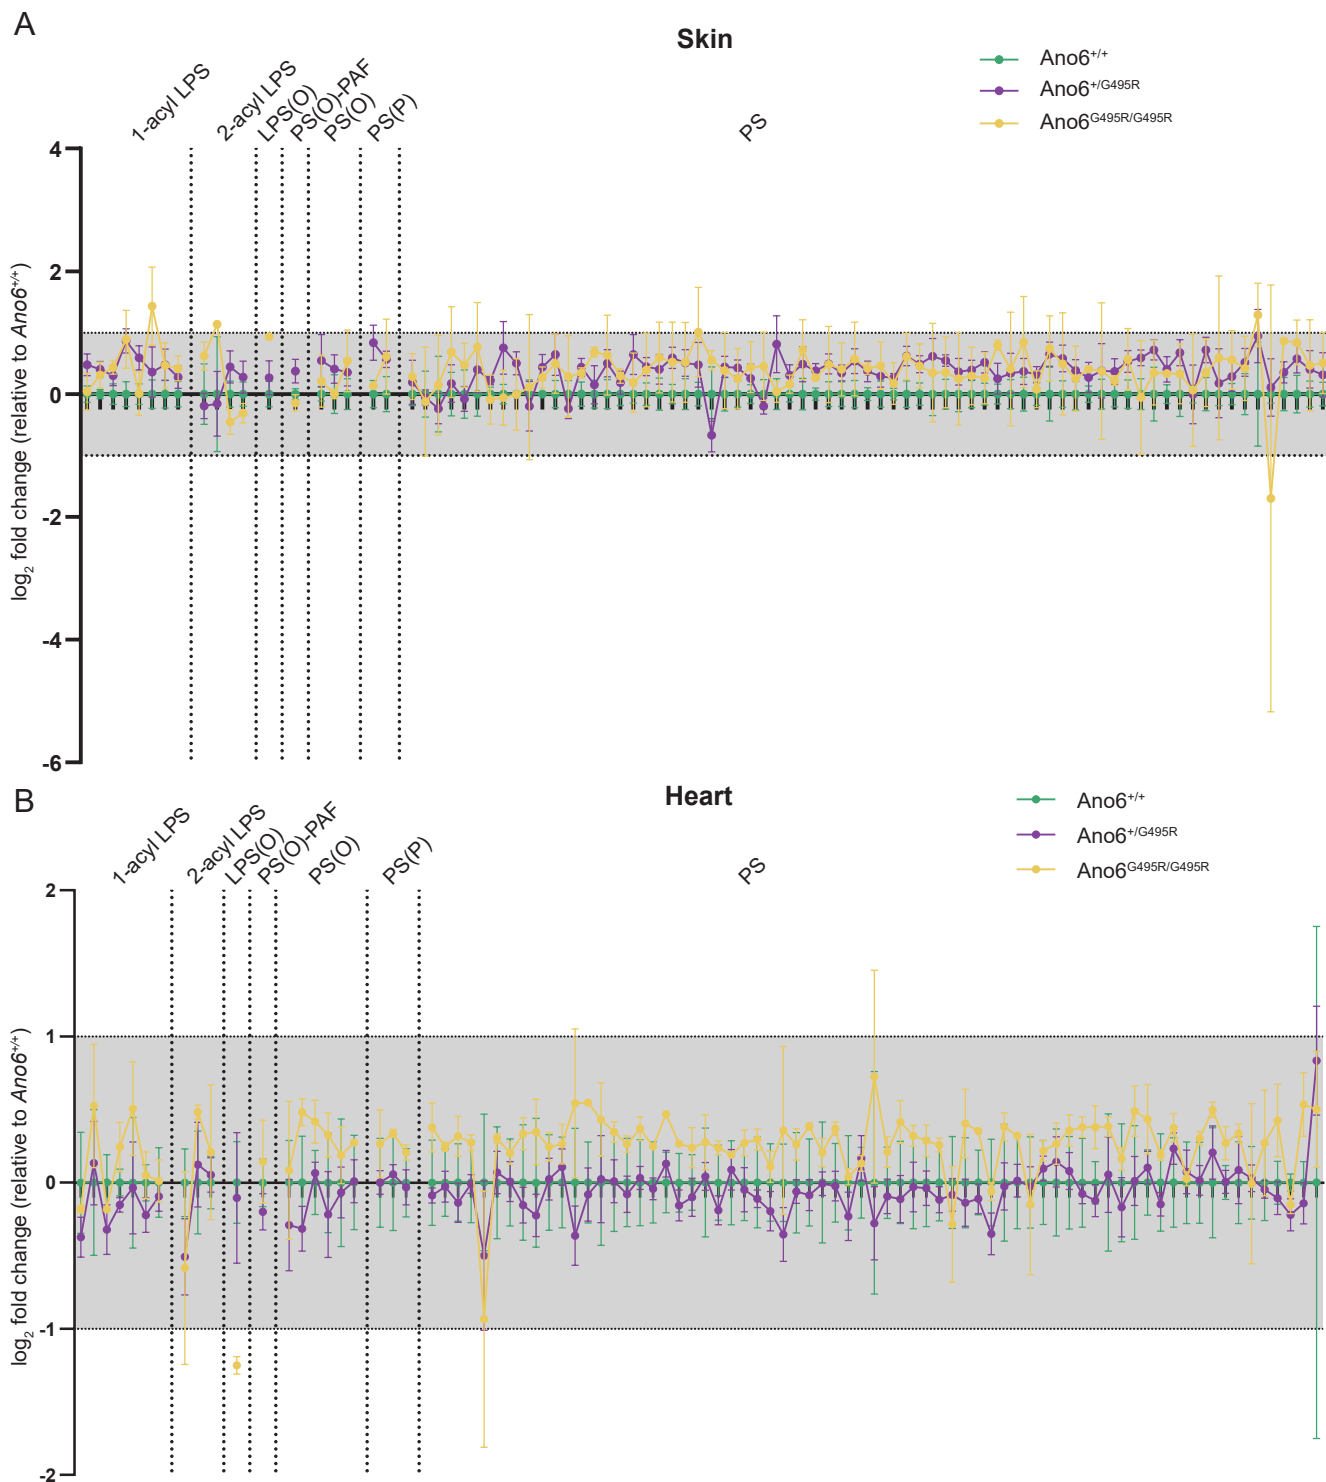 A
Skin
Ano6+/+
Ano6+/G495R
Ano6G495R/G495R
1-acyl LPS
2-acyl LPS
LPS(O)
PS(O)-PAF
PS(O)
PS(P)
PS
4
2
0
-2
-4
-6
log2 fold change (relative to Ano6+/+)
B
Heart
Ano6+/+
Ano6+/G495R
Ano6G495R/G495R
1-acyl LPS
2-acyl LPS
LPS(O)
PS(O)-PAF
PS(O)
PS(P)
PS
2
1
0
-1
-2
log2 fold change (relative to Ano6+/+)